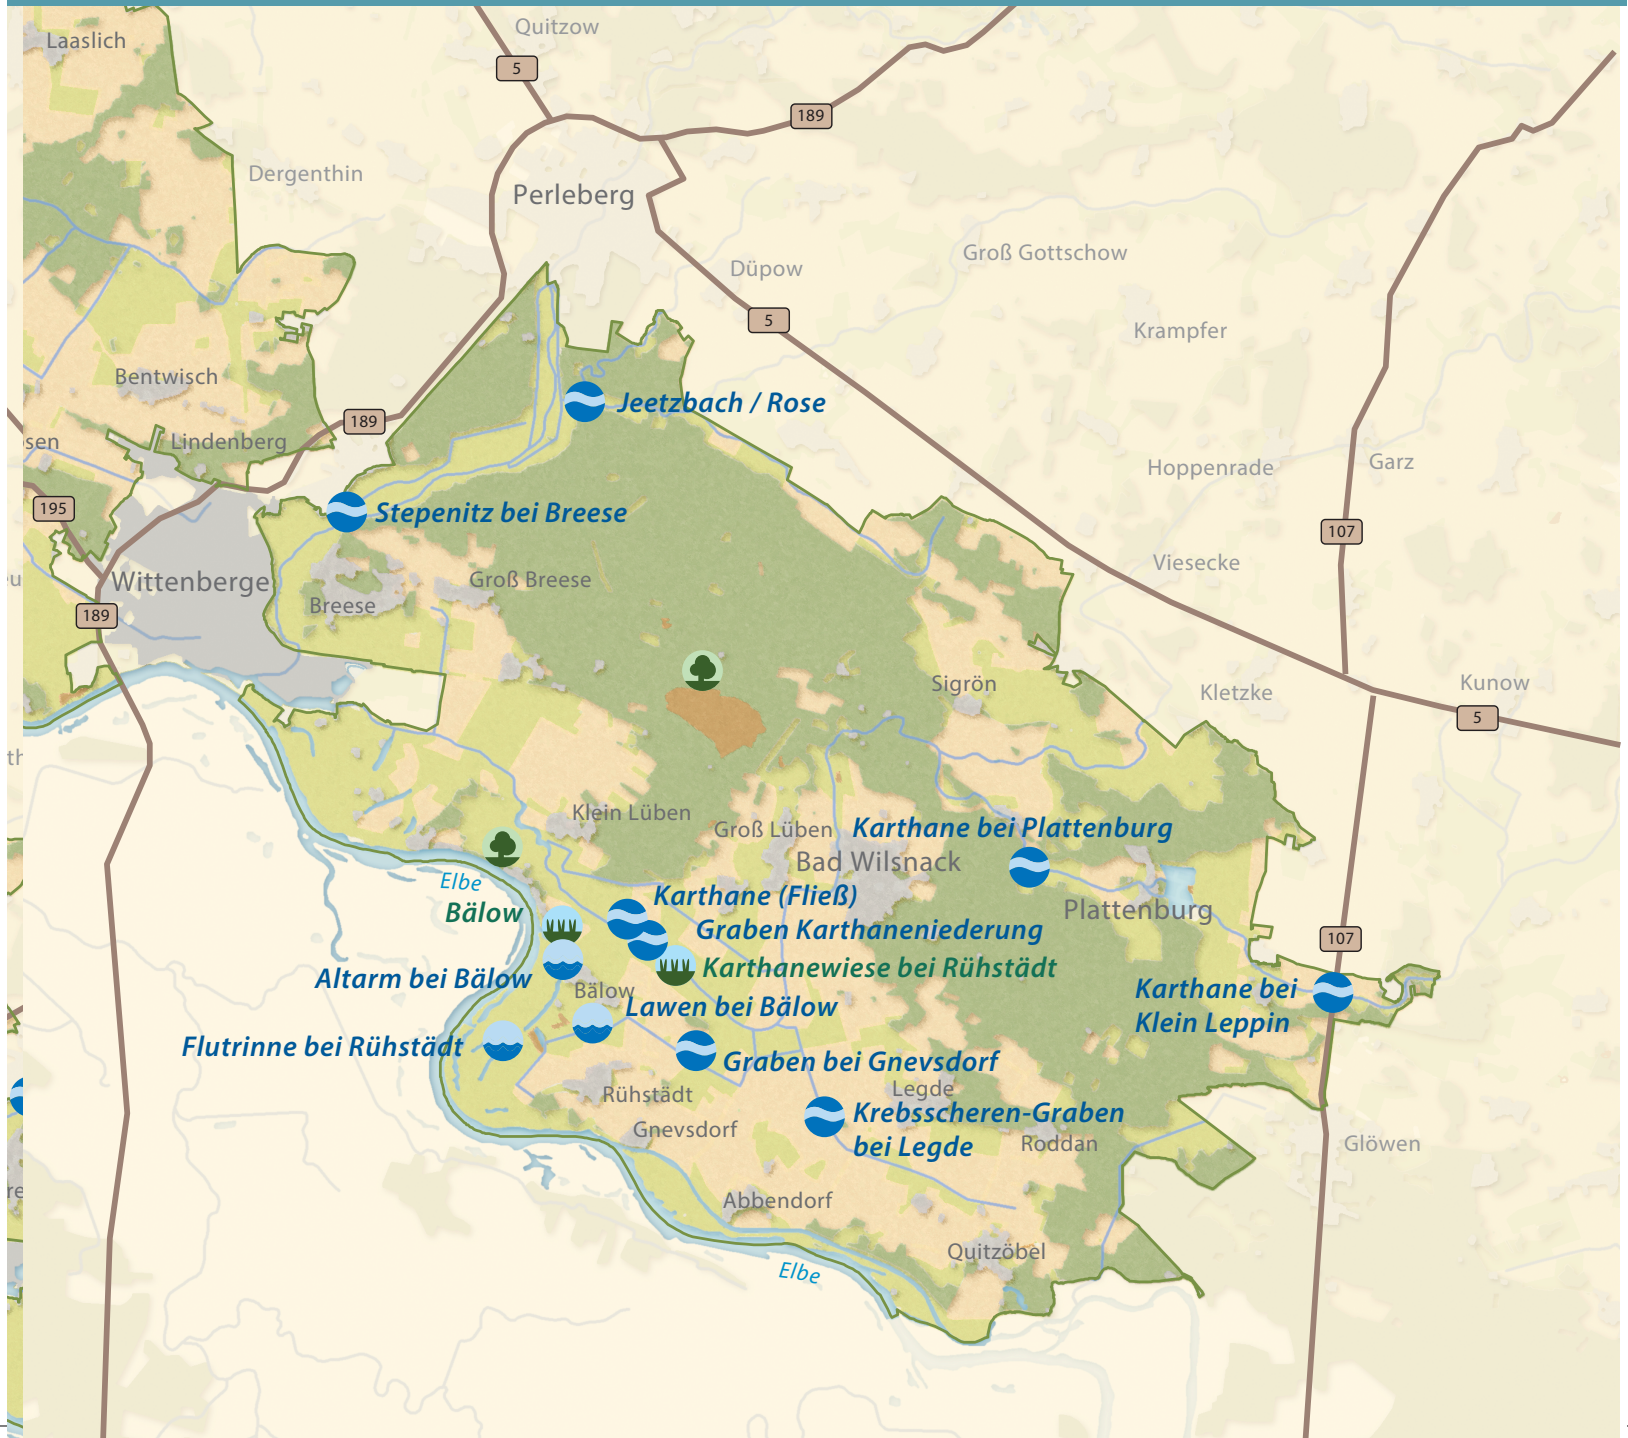 Quitzow
Laaslich
5
189
Dergenthin
Perleberg
Groß Gottschow
Düpow
5
Krampfer
Bentwisch
Jeetzbach / Rose
189
sen
Lindenberg
Garz
Hoppenrade
195
Stepenitz bei Breese
107
Viesecke
Wittenberge
Groß Breese
Breese
189
Sigrön
Kletzke
Kunow
5
th
Klein Lüben
Groß Lüben
Karthane bei Plattenburg
Bad Wilsnack
Elbe
Karthane (Fließ)
Bälow
Plattenburg
Graben Karthaneniederung
107
Karthanewiese bei Rühstädt
Altarm bei Bälow
Bälow
Karthane bei
Klein Leppin
Lawen bei Bälow
Flutrinne bei Rühstädt
Graben bei Gnevsdorf
Legde
Rühstädt
Krebsscheren-Graben
bei Legde
Gnevsdorf
Roddan
Glöwen
re
Abbendorf
Quitzöbel
Elbe